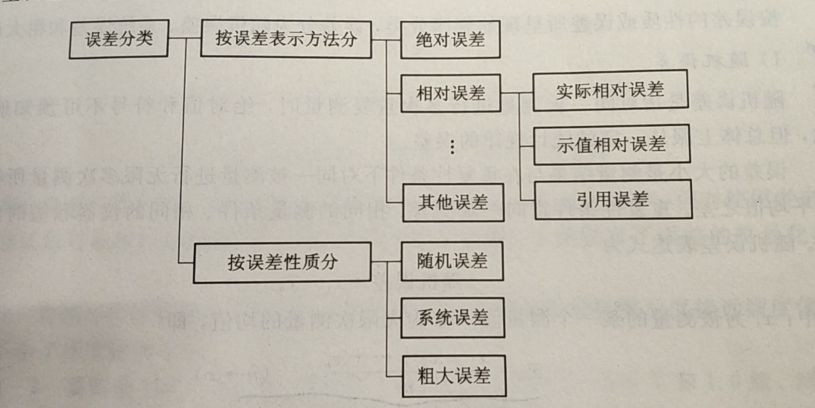 误差分类
按误差表示方法分
绝对误差
相对误差
实际相对误差
示值相对误差
引用误差
⋮
其他误差
按误差性质分
随机误差
系统误差
粗大误差